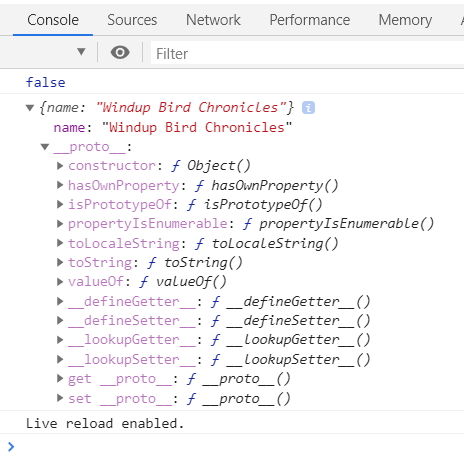 Console Sources Network Performance Memory
Filter
false
{name: "Windup Bird Chronicles"} i
name: "Windup Bird Chronicles"
__proto__:
constructor: ƒ Object()
hasOwnProperty: ƒ hasOwnProperty()
isPrototypeOf: ƒ isPrototypeOf()
propertyIsEnumerable: ƒ propertyIsEnumerable()
toLocaleString: ƒ toLocaleString()
toString: ƒ toString()
valueOf: ƒ valueOf()
__defineGetter__: ƒ __defineGetter__()
__defineSetter__: ƒ __defineSetter__()
__lookupGetter__: ƒ __lookupGetter__()
__lookupSetter__: ƒ __lookupSetter__()
get __proto__: ƒ __proto__()
set __proto__: ƒ __proto__()
Live reload enabled.